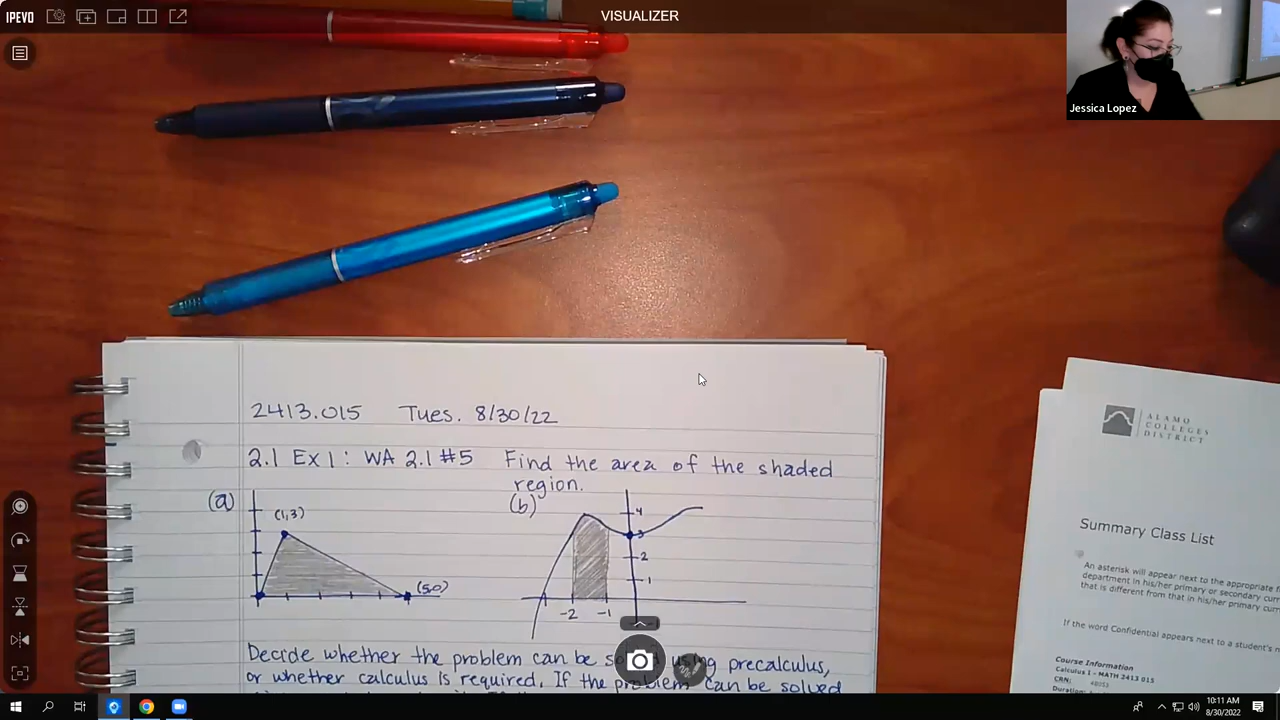 IPEVO
VISUALIZER
Jessica Lopez
2413.015 Tues. 8/30/22
2.1 Ex 1: WA 2.1 #5 Find the area of the shaded
region.
(a)
(1,3)
(5,0)
(b)
4
3
2
1
-2 -1
Decide whether the problem can be using precalculus,
or whether calculus is required. If the problem can be solved
ALAMO
COLLEGES
DISTRICT
Summary Class List
An asterisk will appear next to the appropriate
department in his/her primary or secondary
that is different from that in his/her primary
If the word Confidential appears next to a student's
Course Information
Calculus I - MATH 2413 015
CRN:
Duration:
10:11 AM
8/30/2022